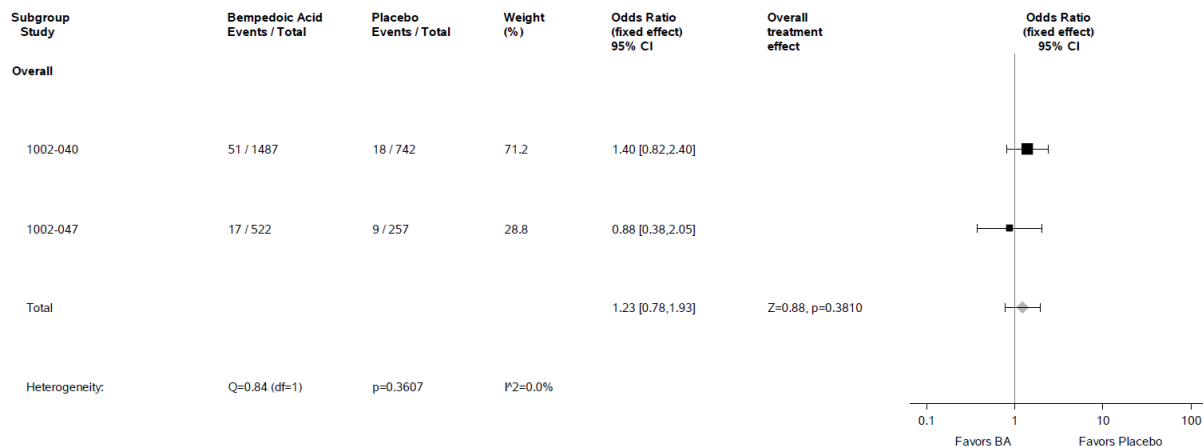 Subgroup Bempedoic Acid Placebo Weight Odds Ratio Overall Odds Ratio
Study Events / Total Events / Total (%) (fixed effect) treatment (fixed effect)
95% CI effect 95% CI
Overall
1002-040 51 / 1487 18 / 742 71.2 1.40 [0.82,2.40]
1002-047 17 / 522 9 / 257 28.8 0.88 [0.38,2.05]
Total 1.23 [0.78,1.93] Z=0.88, p=0.3810
Heterogeneity: Q=0.84 (df=1) p=0.3607 I^2=0.0%
0.1 1 10 100
Favors BA Favors Placebo